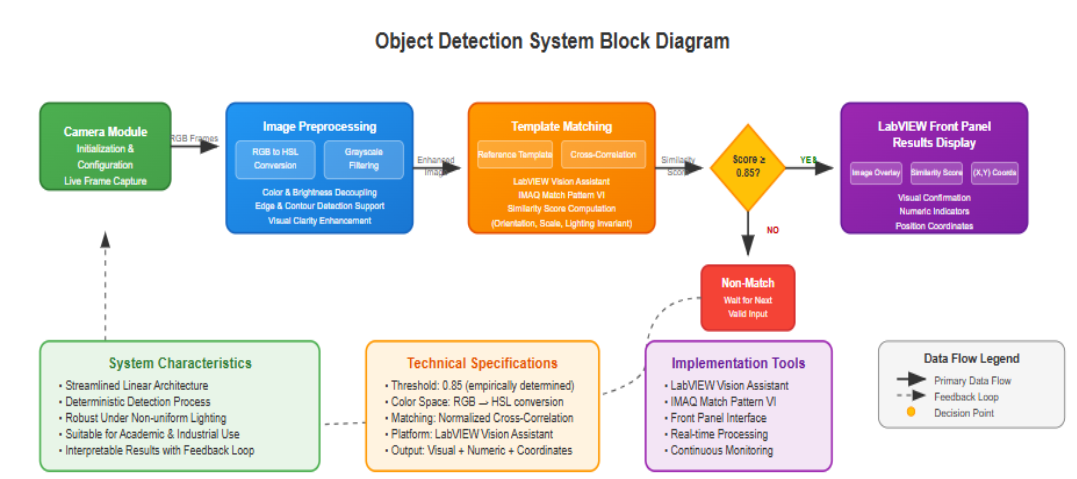 Object Detection System Block Diagram
Camera Module
Initialization &
Configuration
Live Frame Capture
RGB Frames
Image Preprocessing
RGB to HSL
Conversion
Grayscale
Filtering
Color & Brightness Decoupling
Edge & Contour Detection Support
Visual Clarity Enhancement
Enhanced
Image
Template Matching
Reference Template
Cross-Correlation
LabVIEW Vision Assistant
IMAQ Match Pattern VI
Similarity Score Computation
(Orientation, Scale, Lighting Invariant)
Similarity
Score
Score ≥
0.85?
YES
NO
LabVIEW Front Panel
Results Display
Image Overlay
Similarity Score
(X,Y) Coords
Visual Confirmation
Numeric Indicators
Position Coordinates
Non-Match
Wait for Next
Valid Input
System Characteristics
• Streamlined Linear Architecture
• Deterministic Detection Process
• Robust Under Non-uniform Lighting
• Suitable for Academic & Industrial Use
• Interpretable Results with Feedback Loop
Technical Specifications
• Threshold: 0.85 (empirically determined)
• Color Space: RGB → HSL conversion
• Matching: Normalized Cross-Correlation
• Platform: LabVIEW Vision Assistant
• Output: Visual + Numeric + Coordinates
Implementation Tools
• LabVIEW Vision Assistant
• IMAQ Match Pattern VI
• Front Panel Interface
• Real-time Processing
• Continuous Monitoring
Data Flow Legend
Primary Data Flow
Feedback Loop
Decision Point